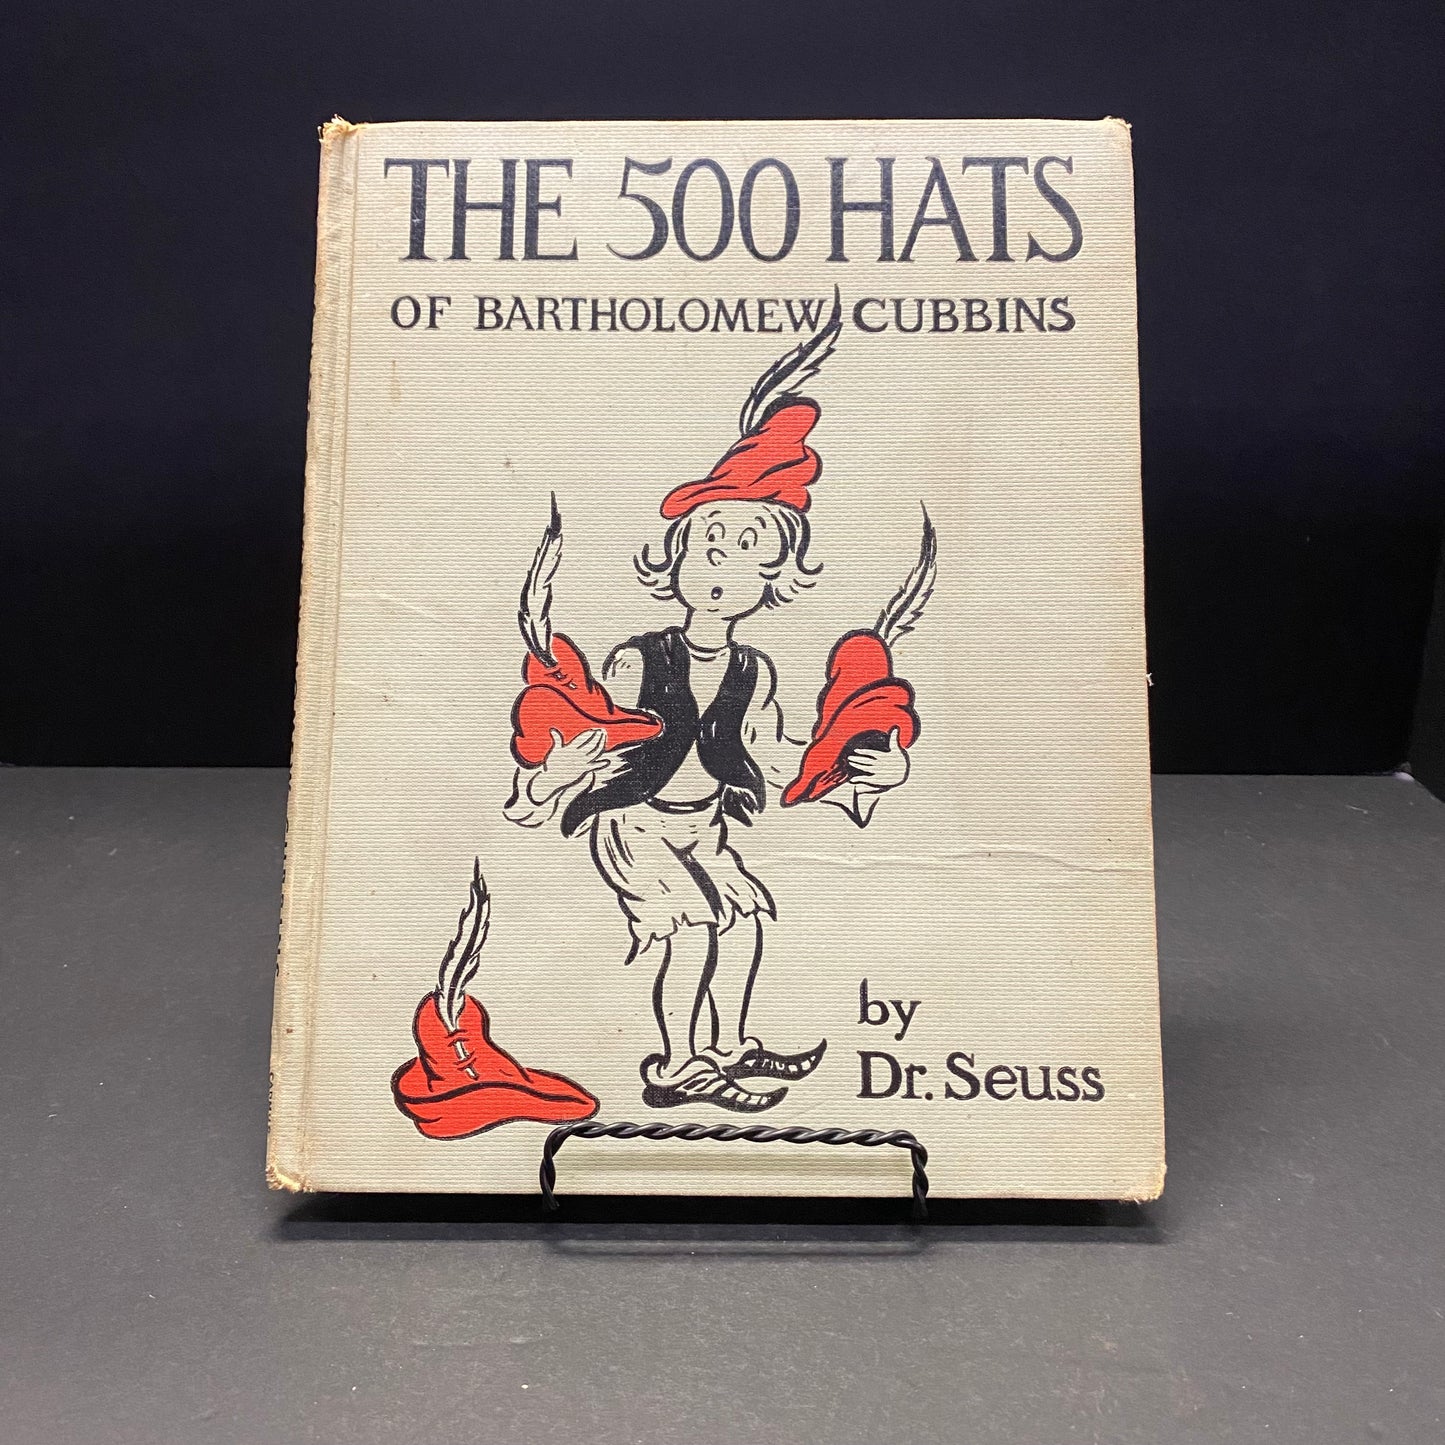 THE 500 HATS
OF BARTHOLOMEW CUBBINS
by
Dr. Seuss